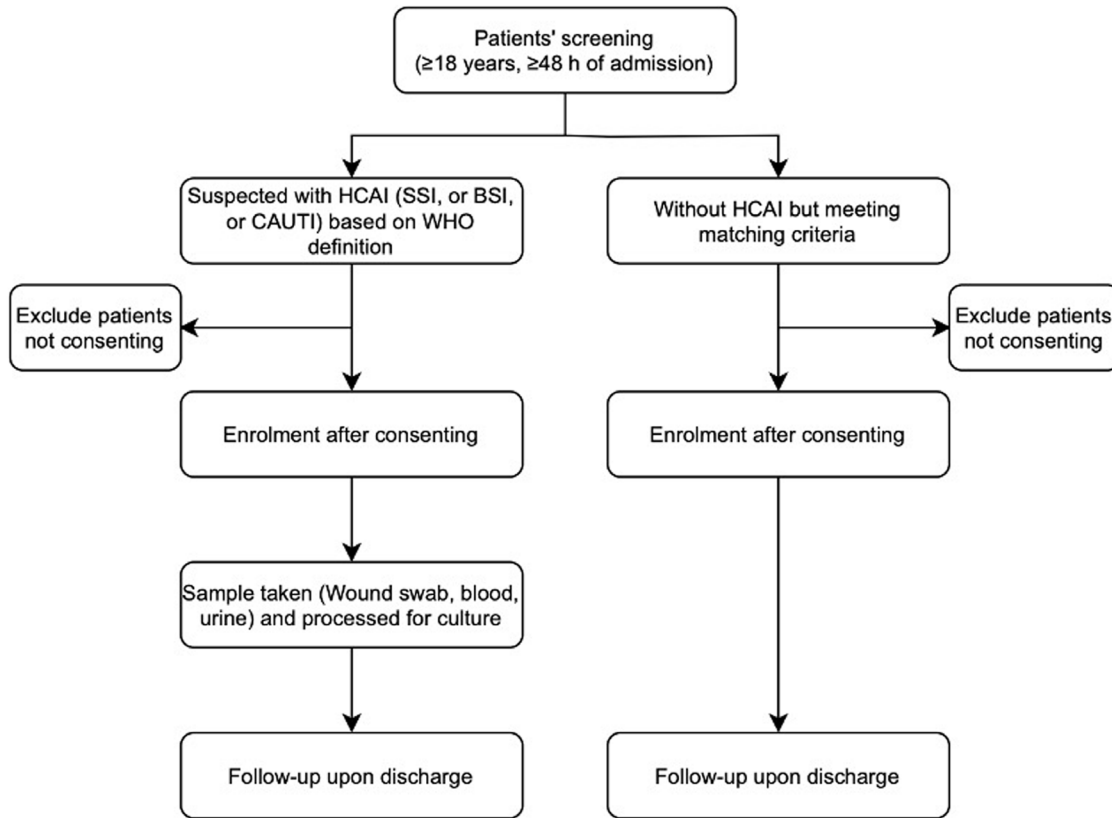 Patients' screening
(≥18 years, ≥48 h of admission)
Suspected with HCAI (SSI, or BSI,
or CAUTI) based on WHO
definition
Without HCAI but meeting
matching criteria
Exclude patients
not consenting
Exclude patients
not consenting
Enrolment after consenting
Enrolment after consenting
Sample taken (Wound swab, blood,
urine) and processed for culture
Follow-up upon discharge
Follow-up upon discharge